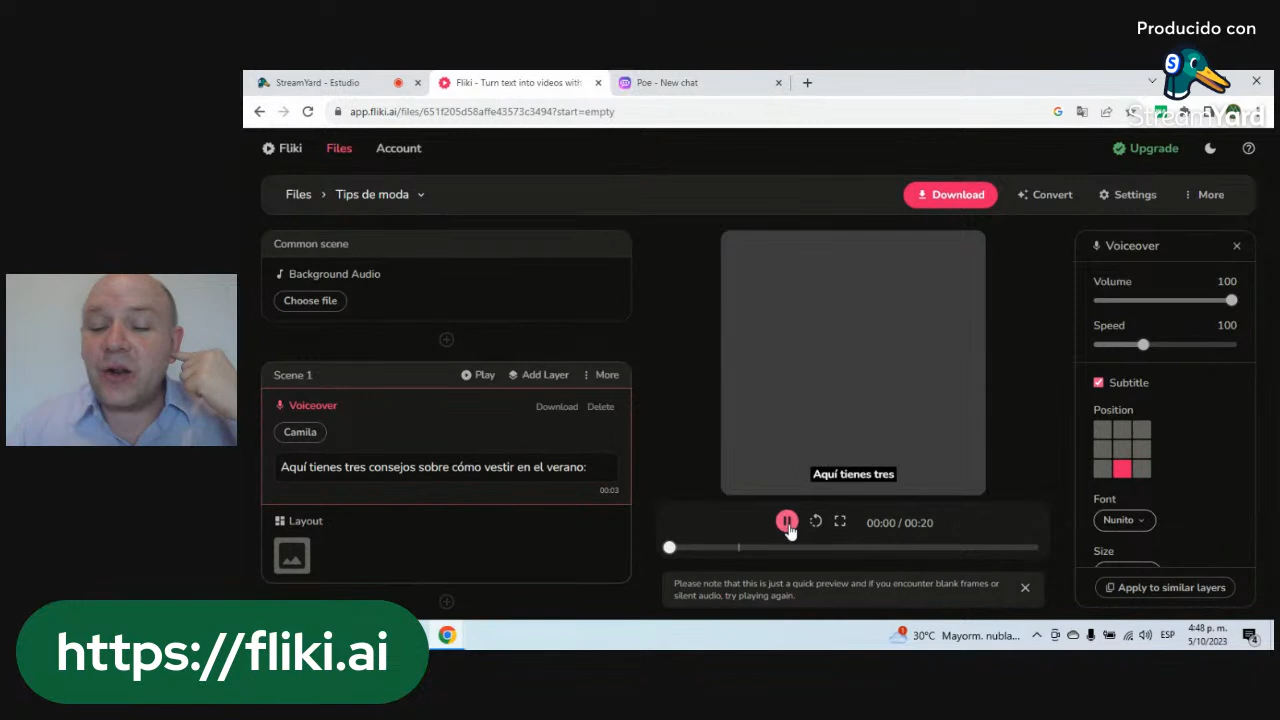 Producido con
StreamYard
StreamYard - Estudio
Fliki - Turn text into videos with
Poe - New chat
app.fliki.ai/files/651f205d58affe43573c3494?start=empty
Fliki
Files
Account
Upgrade
Files > Tips de moda
Download
Convert
Settings
More
Common scene
Background Audio
Choose file
Scene 1
Play
Add Layer
More
Voiceover
Download
Delete
Camila
Aquí tienes tres consejos sobre cómo vestir en el verano:
00:03
Layout
Aquí tienes tres
00:00 / 00:20
Please note that this is just a quick preview and if you encounter blank frames or
silent audio, try playing again.
Voiceover
Volume 100
Speed 100
Subtitle
Position
Font
Nunito
Size
Apply to similar layers
https://fliki.ai
30°C Mayorm. nubla...
ESP
4:48 p. m.
5/10/2023
4